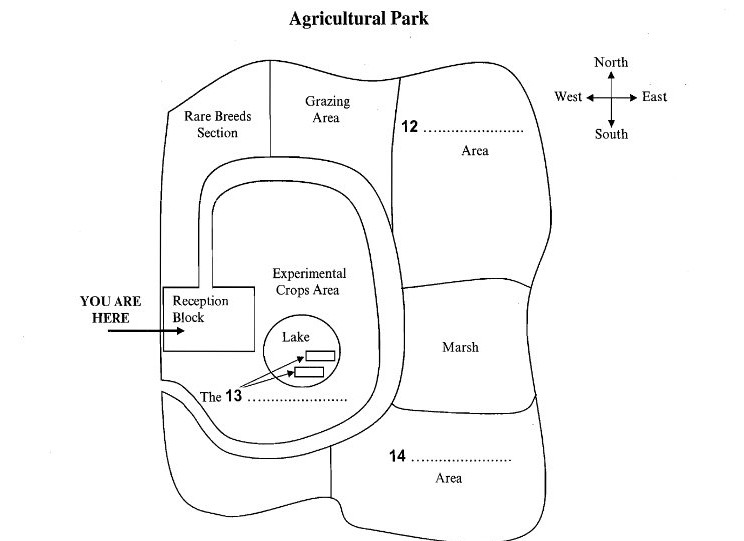 Agricultural Park
North
West
East
South
Rare Breeds
Section
Grazing
Area
12 ........................
Area
Experimental
Crops Area
YOU ARE
HERE
Reception
Block
Lake
Marsh
The 13 ........................
14 ........................
Area